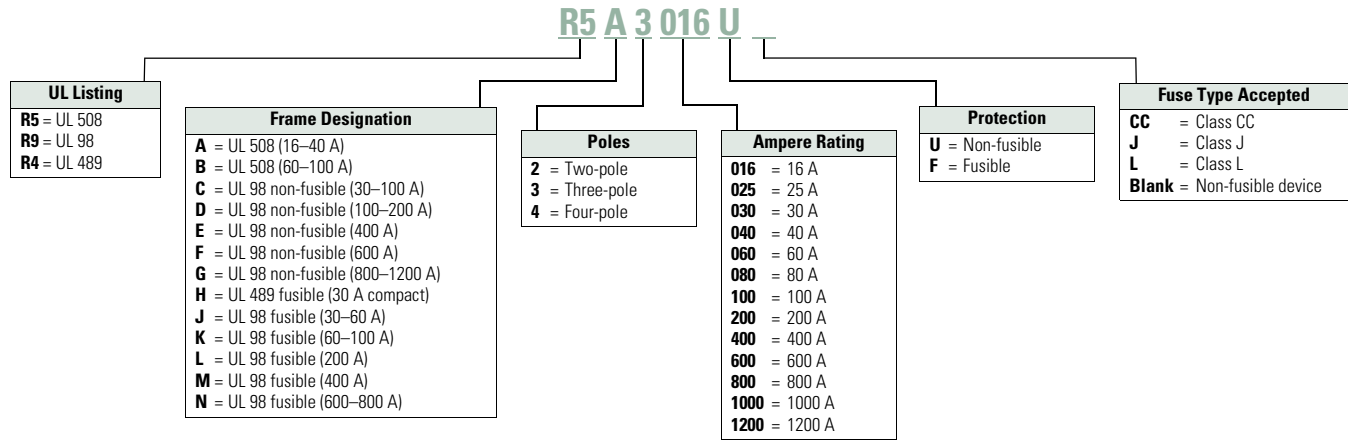 R5 A 3 016 U
UL Listing
R5 = UL 508
R9 = UL 98
R4 = UL 489
Frame Designation
A = UL 508 (16–40 A)
B = UL 508 (60–100 A)
C = UL 98 non-fusible (30–100 A)
D = UL 98 non-fusible (100–200 A)
E = UL 98 non-fusible (400 A)
F = UL 98 non-fusible (600 A)
G = UL 98 non-fusible (800–1200 A)
H = UL 489 fusible (30 A compact)
J = UL 98 fusible (30–60 A)
K = UL 98 fusible (60–100 A)
L = UL 98 fusible (200 A)
M = UL 98 fusible (400 A)
N = UL 98 fusible (600–800 A)
Poles
2 = Two-pole
3 = Three-pole
4 = Four-pole
Ampere Rating
016 = 16 A
025 = 25 A
030 = 30 A
040 = 40 A
060 = 60 A
080 = 80 A
100 = 100 A
200 = 200 A
400 = 400 A
600 = 600 A
800 = 800 A
1000 = 1000 A
1200 = 1200 A
Protection
U = Non-fusible
F = Fusible
Fuse Type Accepted
CC = Class CC
J = Class J
L = Class L
Blank = Non-fusible device